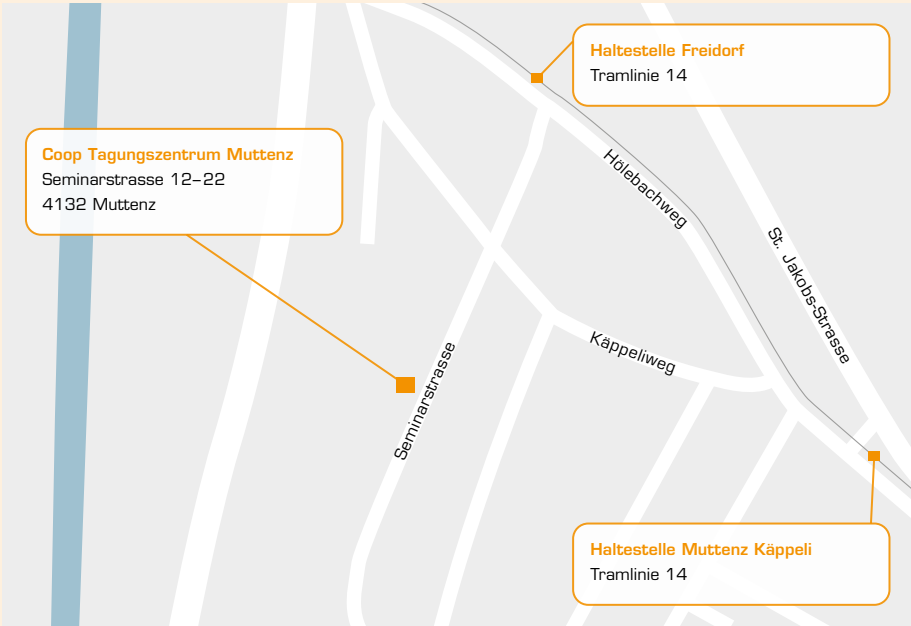 Haltestelle Freidorf
Tramlinie 14
Coop Tagungszentrum Muttenz
Seminarstrasse 12–22
4132 Muttenz
Hölebachweg
St. Jakobs-Strasse
Käppeliweg
Seminarstrasse
Haltestelle Muttenz Käppeli
Tramlinie 14